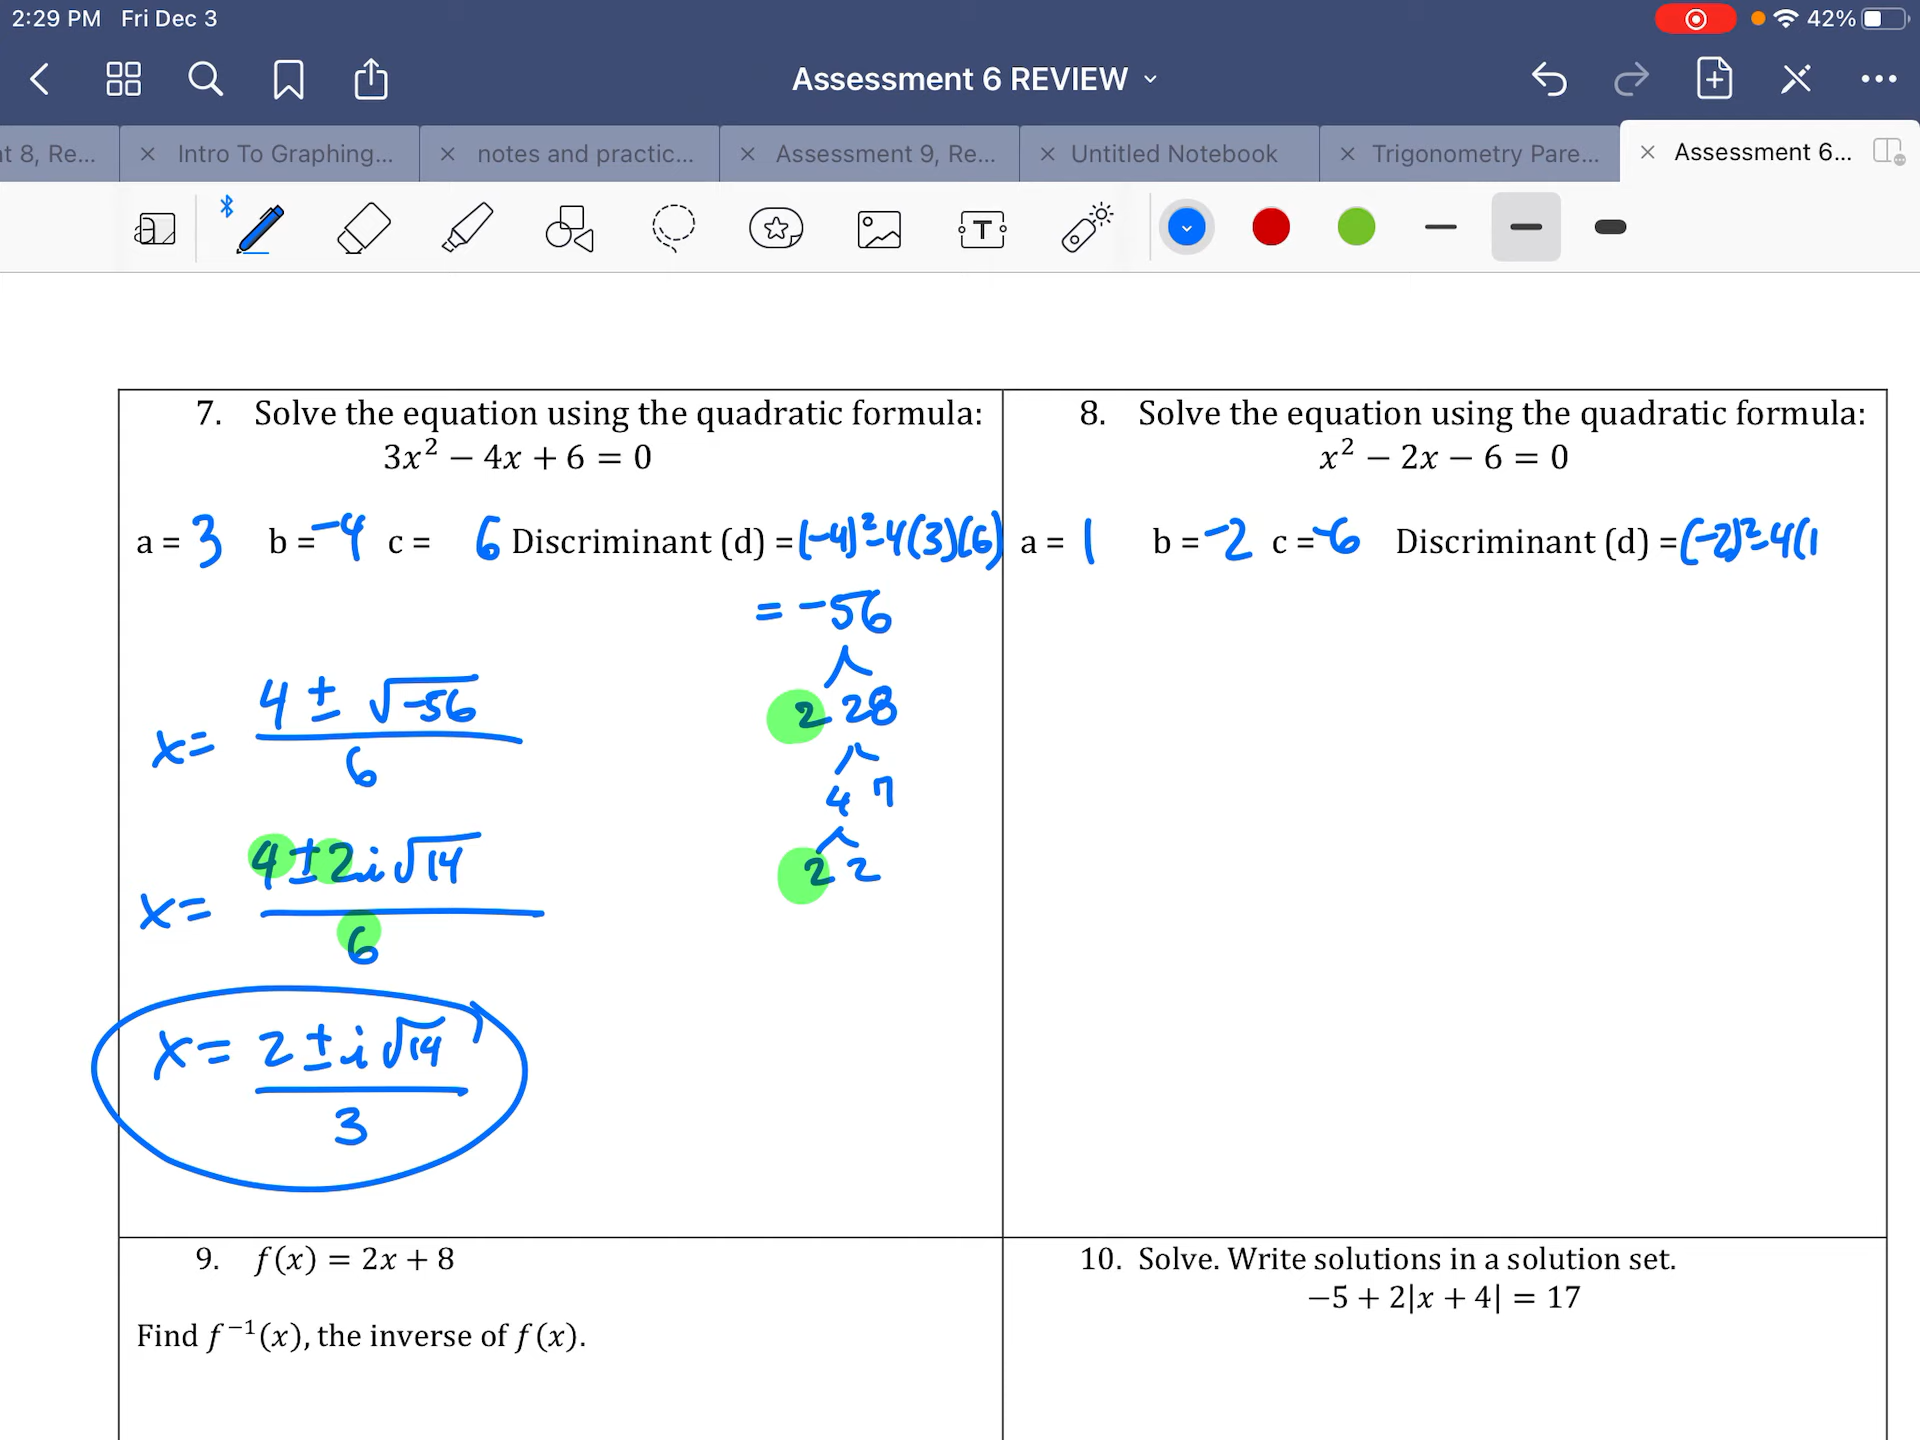 2:29 PM Fri Dec 3 42%
Assessment 6 REVIEW
t 8, Re... Intro To Graphing... notes and practic... Assessment 9, Re... Untitled Notebook Trigonometry Pare... Assessment 6...
7. Solve the equation using the quadratic formula:
3x² − 4x + 6 = 0
a = 3 b = -4 c = 6 Discriminant (d) = (-4)²-4(3)(6)
= -56
2 28
4 7
2 2
x= 4 ± √-56
6
x= 4 ± 2i√14
6
x= 2 ± i√14
3
8. Solve the equation using the quadratic formula:
x² − 2x − 6 = 0
a = 1 b = -2 c = -6 Discriminant (d) = (-2)²-4(1
9. f(x) = 2x + 8
Find f⁻¹(x), the inverse of f(x).
10. Solve. Write solutions in a solution set.
−5 + 2|x + 4| = 17